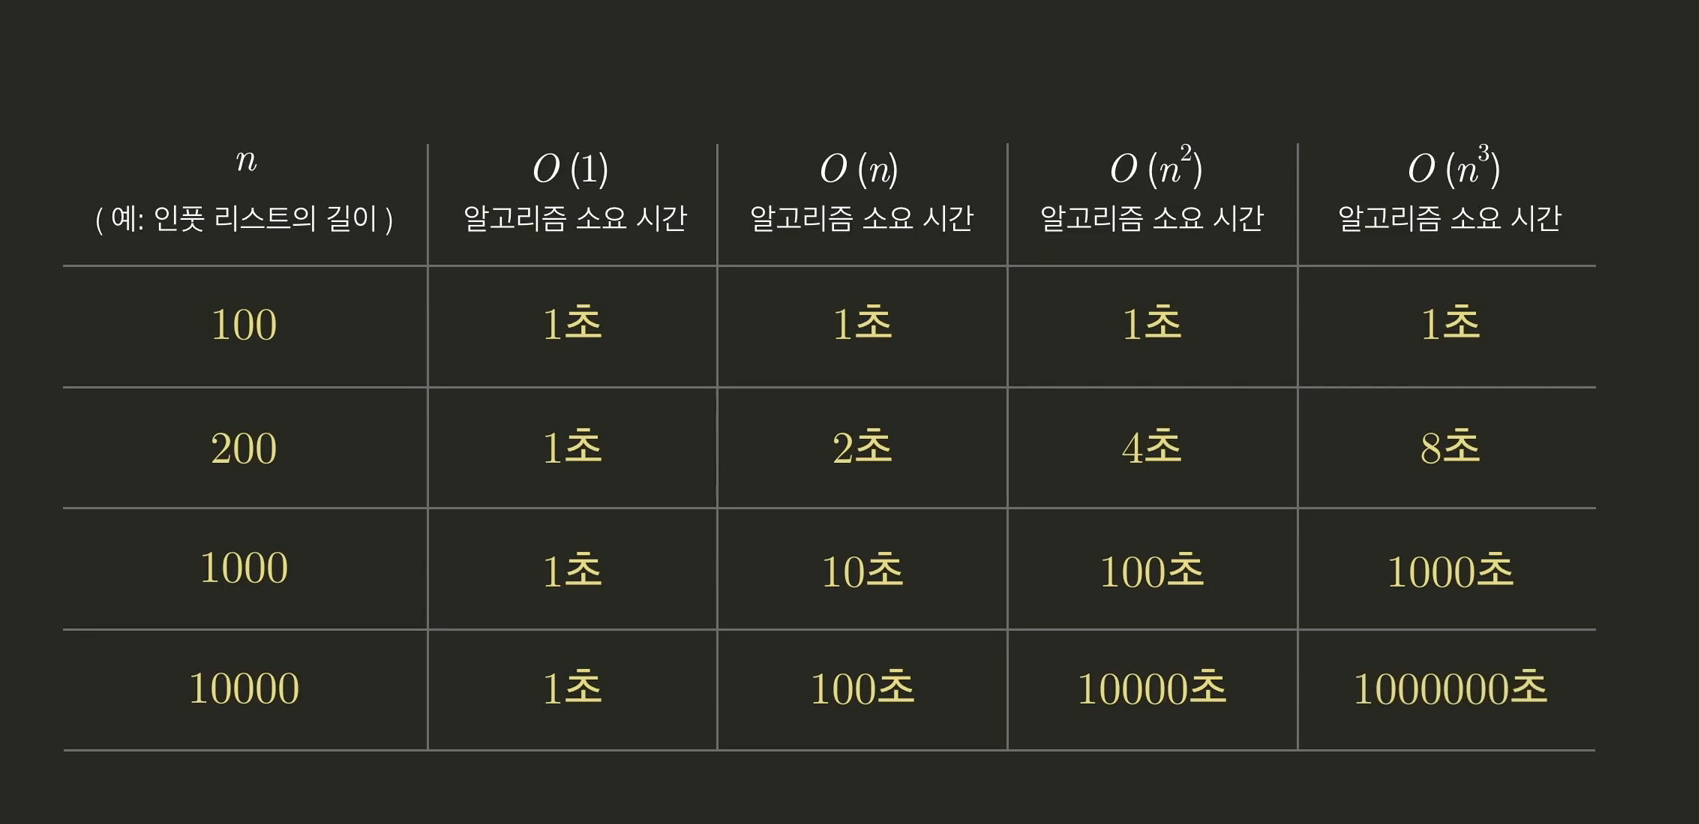 n O (1) O (n) O (n²) O (n³)
( 예: 인풋 리스트의 길이 ) 알고리즘 소요 시간 알고리즘 소요 시간 알고리즘 소요 시간 알고리즘 소요 시간
100 1초 1초 1초 1초
200 1초 2초 4초 8초
1000 1초 10초 100초 1000초
10000 1초 100초 10000초 1000000초